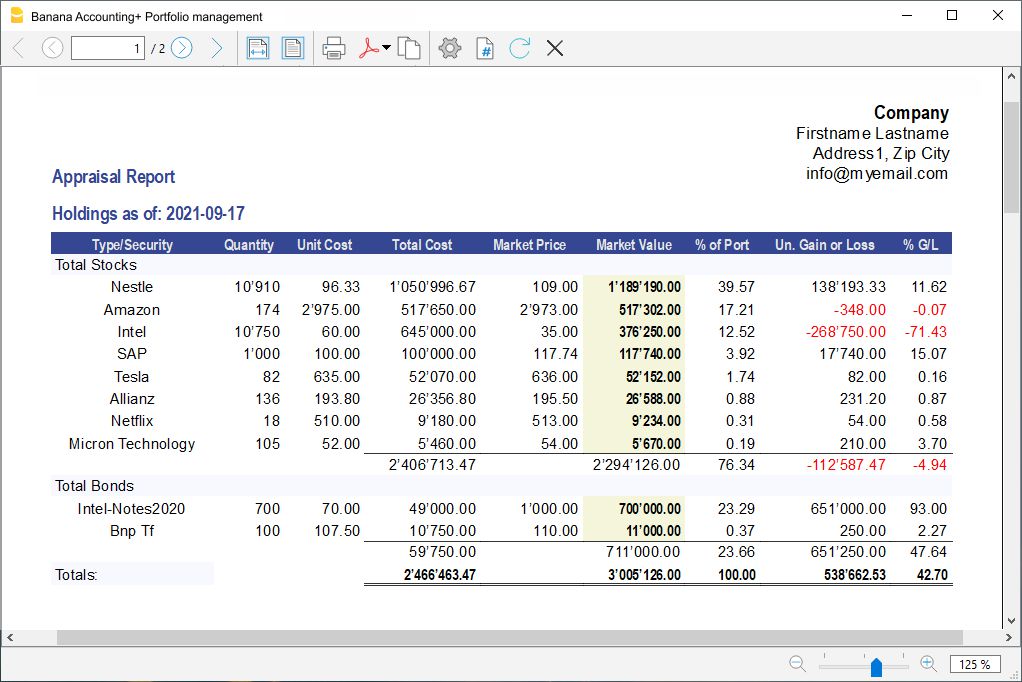 Banana Accounting+ Portfolio management
1 / 2
#
Company
Firstname Lastname
Address1, Zip City
info@myemail.com
Appraisal Report
Holdings as of: 2021-09-17
Type/Security Quantity Unit Cost Total Cost Market Price Market Value % of Port Un. Gain or Loss % G/L
Total Stocks
Nestle 10'910 96.33 1'050'996.67 109.00 1'189'190.00 39.57 138'193.33 11.62
Amazon 174 2'975.00 517'650.00 2'973.00 517'302.00 17.21 -348.00 -0.07
Intel 10'750 60.00 645'000.00 35.00 376'250.00 12.52 -268'750.00 -71.43
SAP 1'000 100.00 100'000.00 117.74 117'740.00 3.92 17'740.00 15.07
Tesla 82 635.00 52'070.00 636.00 52'152.00 1.74 82.00 0.16
Allianz 136 193.80 26'356.80 195.50 26'588.00 0.88 231.20 0.87
Netflix 18 510.00 9'180.00 513.00 9'234.00 0.31 54.00 0.58
Micron Technology 105 52.00 5'460.00 54.00 5'670.00 0.19 210.00 3.70
2'406'713.47 2'294'126.00 76.34 -112'587.47 -4.94
Total Bonds
Intel-Notes2020 700 70.00 49'000.00 1'000.00 700'000.00 23.29 651'000.00 93.00
Bnp Tf 100 107.50 10'750.00 110.00 11'000.00 0.37 250.00 2.27
59'750.00 711'000.00 23.66 651'250.00 47.64
Totals: 2'466'463.47 3'005'126.00 100.00 538'662.53 42.70
125 %